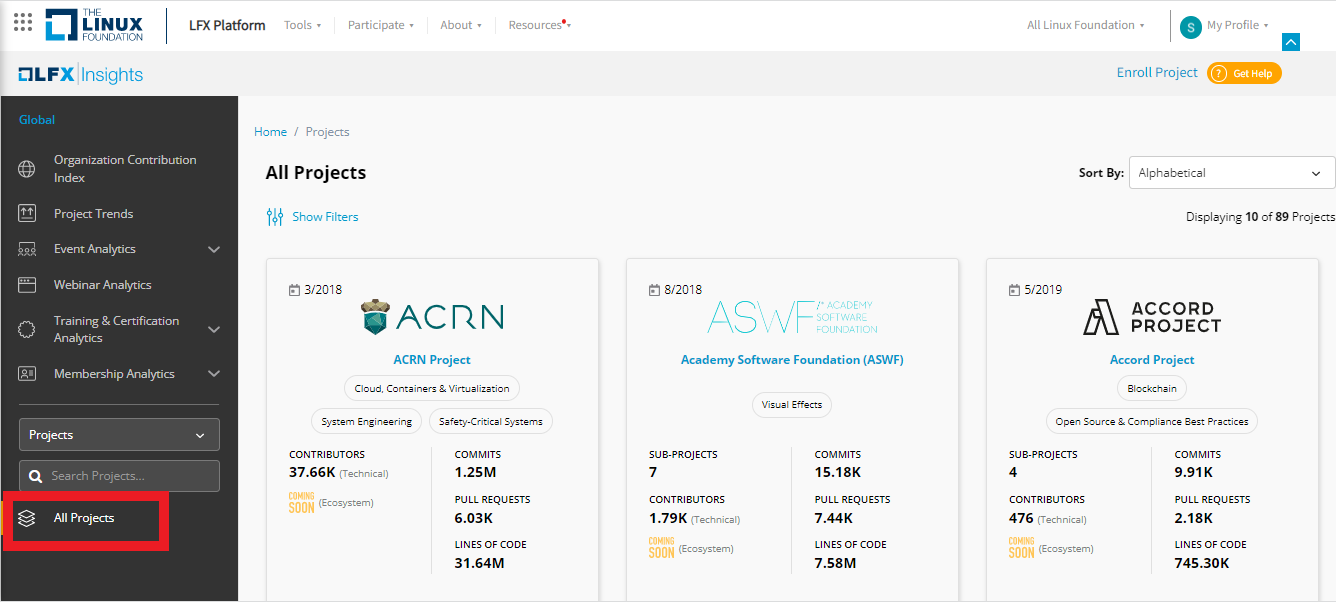 THE
LINUX
FOUNDATION
LFX Platform
Tools
Participate
About
Resources
All Linux Foundation
S
My Profile
LFX Insights
Enroll Project
? Get Help
Global
Organization Contribution
Index
Project Trends
Event Analytics
Webinar Analytics
Training & Certification
Analytics
Membership Analytics
Projects
Search Projects...
All Projects
Home / Projects
All Projects
Sort By: Alphabetical
Show Filters
Displaying 10 of 89 Projects
3/2018
ACRN
ACRN Project
Cloud, Containers & Virtualization
System Engineering
Safety-Critical Systems
CONTRIBUTORS
37.66K (Technical)
COMING
SOON (Ecosystem)
COMMITS
1.25M
PULL REQUESTS
6.03K
LINES OF CODE
31.64M
8/2018
ASWF
/* ACADEMY
SOFTWARE
FOUNDATION
Academy Software Foundation (ASWF)
Visual Effects
SUB-PROJECTS
7
CONTRIBUTORS
1.79K (Technical)
COMING
SOON (Ecosystem)
COMMITS
15.18K
PULL REQUESTS
7.44K
LINES OF CODE
7.58M
5/2019
ACCORD
PROJECT
Accord Project
Blockchain
Open Source & Compliance Best Practices
SUB-PROJECTS
4
CONTRIBUTORS
476 (Technical)
COMING
SOON (Ecosystem)
COMMITS
9.91K
PULL REQUESTS
2.18K
LINES OF CODE
745.30K